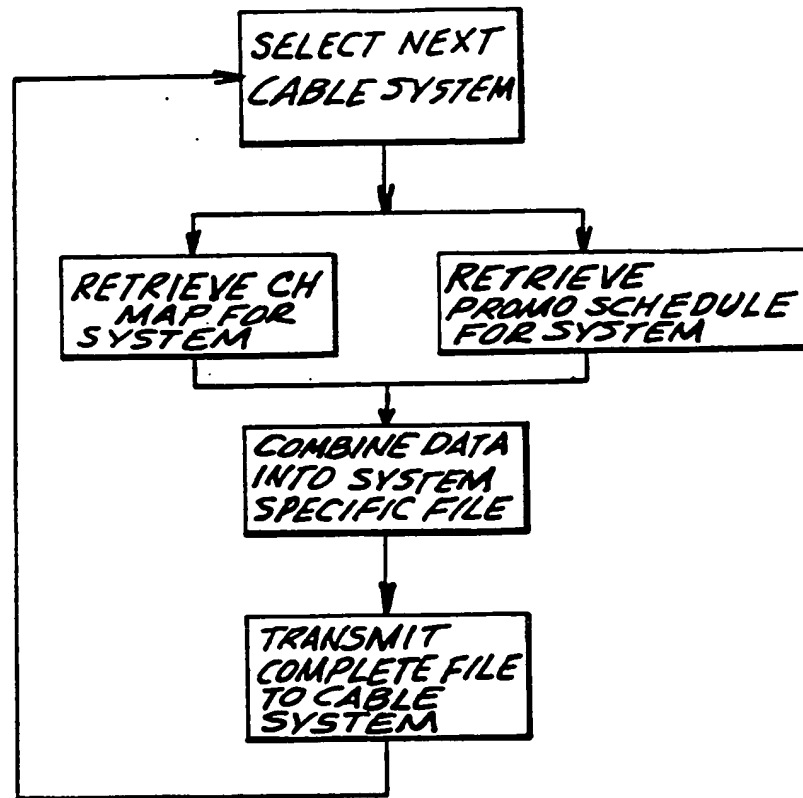 SELECT NEXT
CABLE SYSTEM
RETRIEVE CH
MAP FOR
SYSTEM
RETRIEVE
PROMO SCHEDULE
FOR SYSTEM
COMBINE DATA
INTO SYSTEM
SPECIFIC FILE
TRANSMIT
COMPLETE FILE
TO CABLE
SYSTEM